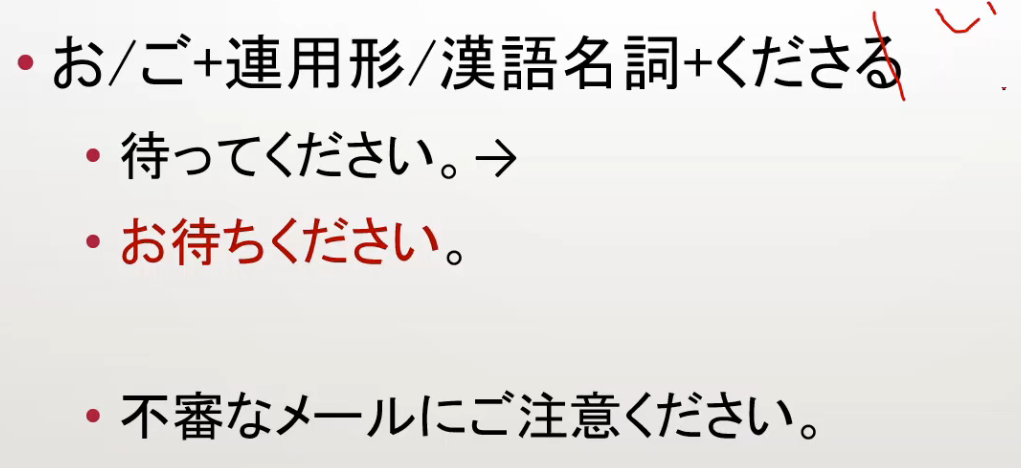 • お/ご+連用形/漢語名詞+くださる
• 待ってください。→
• お待ちください。
• 不審なメールにご注意ください。